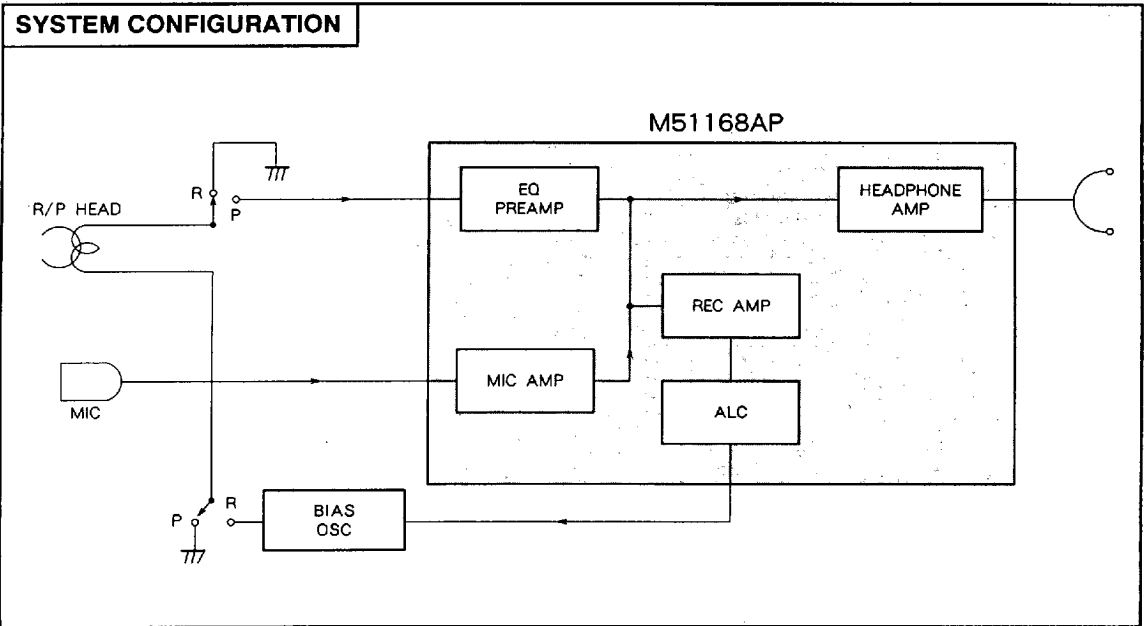 SYSTEM CONFIGURATION
M51168AP
R
P
R/P HEAD
EQ
PREAMP
HEADPHONE
AMP
REC AMP
MIC AMP
ALC
MIC
R
P
BIAS
OSC